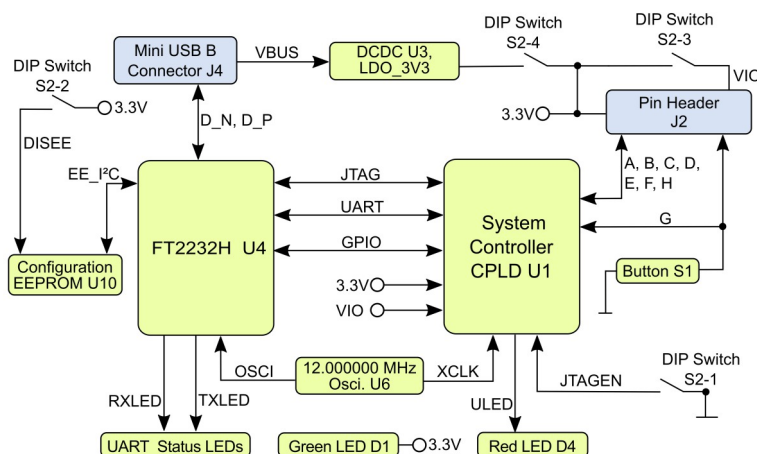 DIP Switch
S2-2
3.3V
DISEE
Mini USB B
Connector J4
VBUS
DCDC U3,
LDO_3V3
DIP Switch
S2-4
DIP Switch
S2-3
VIO
3.3V
Pin Header
J2
D_N, D_P
EE_I²C
Configuration
EEPROM U10
FT2232H U4
JTAG
UART
GPIO
3.3V
VIO
System
Controller
CPLD U1
A, B, C, D,
E, F, H
G
Button S1
OSCI
12.000000 MHz
Osci. U6
XCLK
RXLED
TXLED
ULED
JTAGEN
DIP Switch
S2-1
UART Status LEDs
Green LED D1
3.3V
Red LED D4